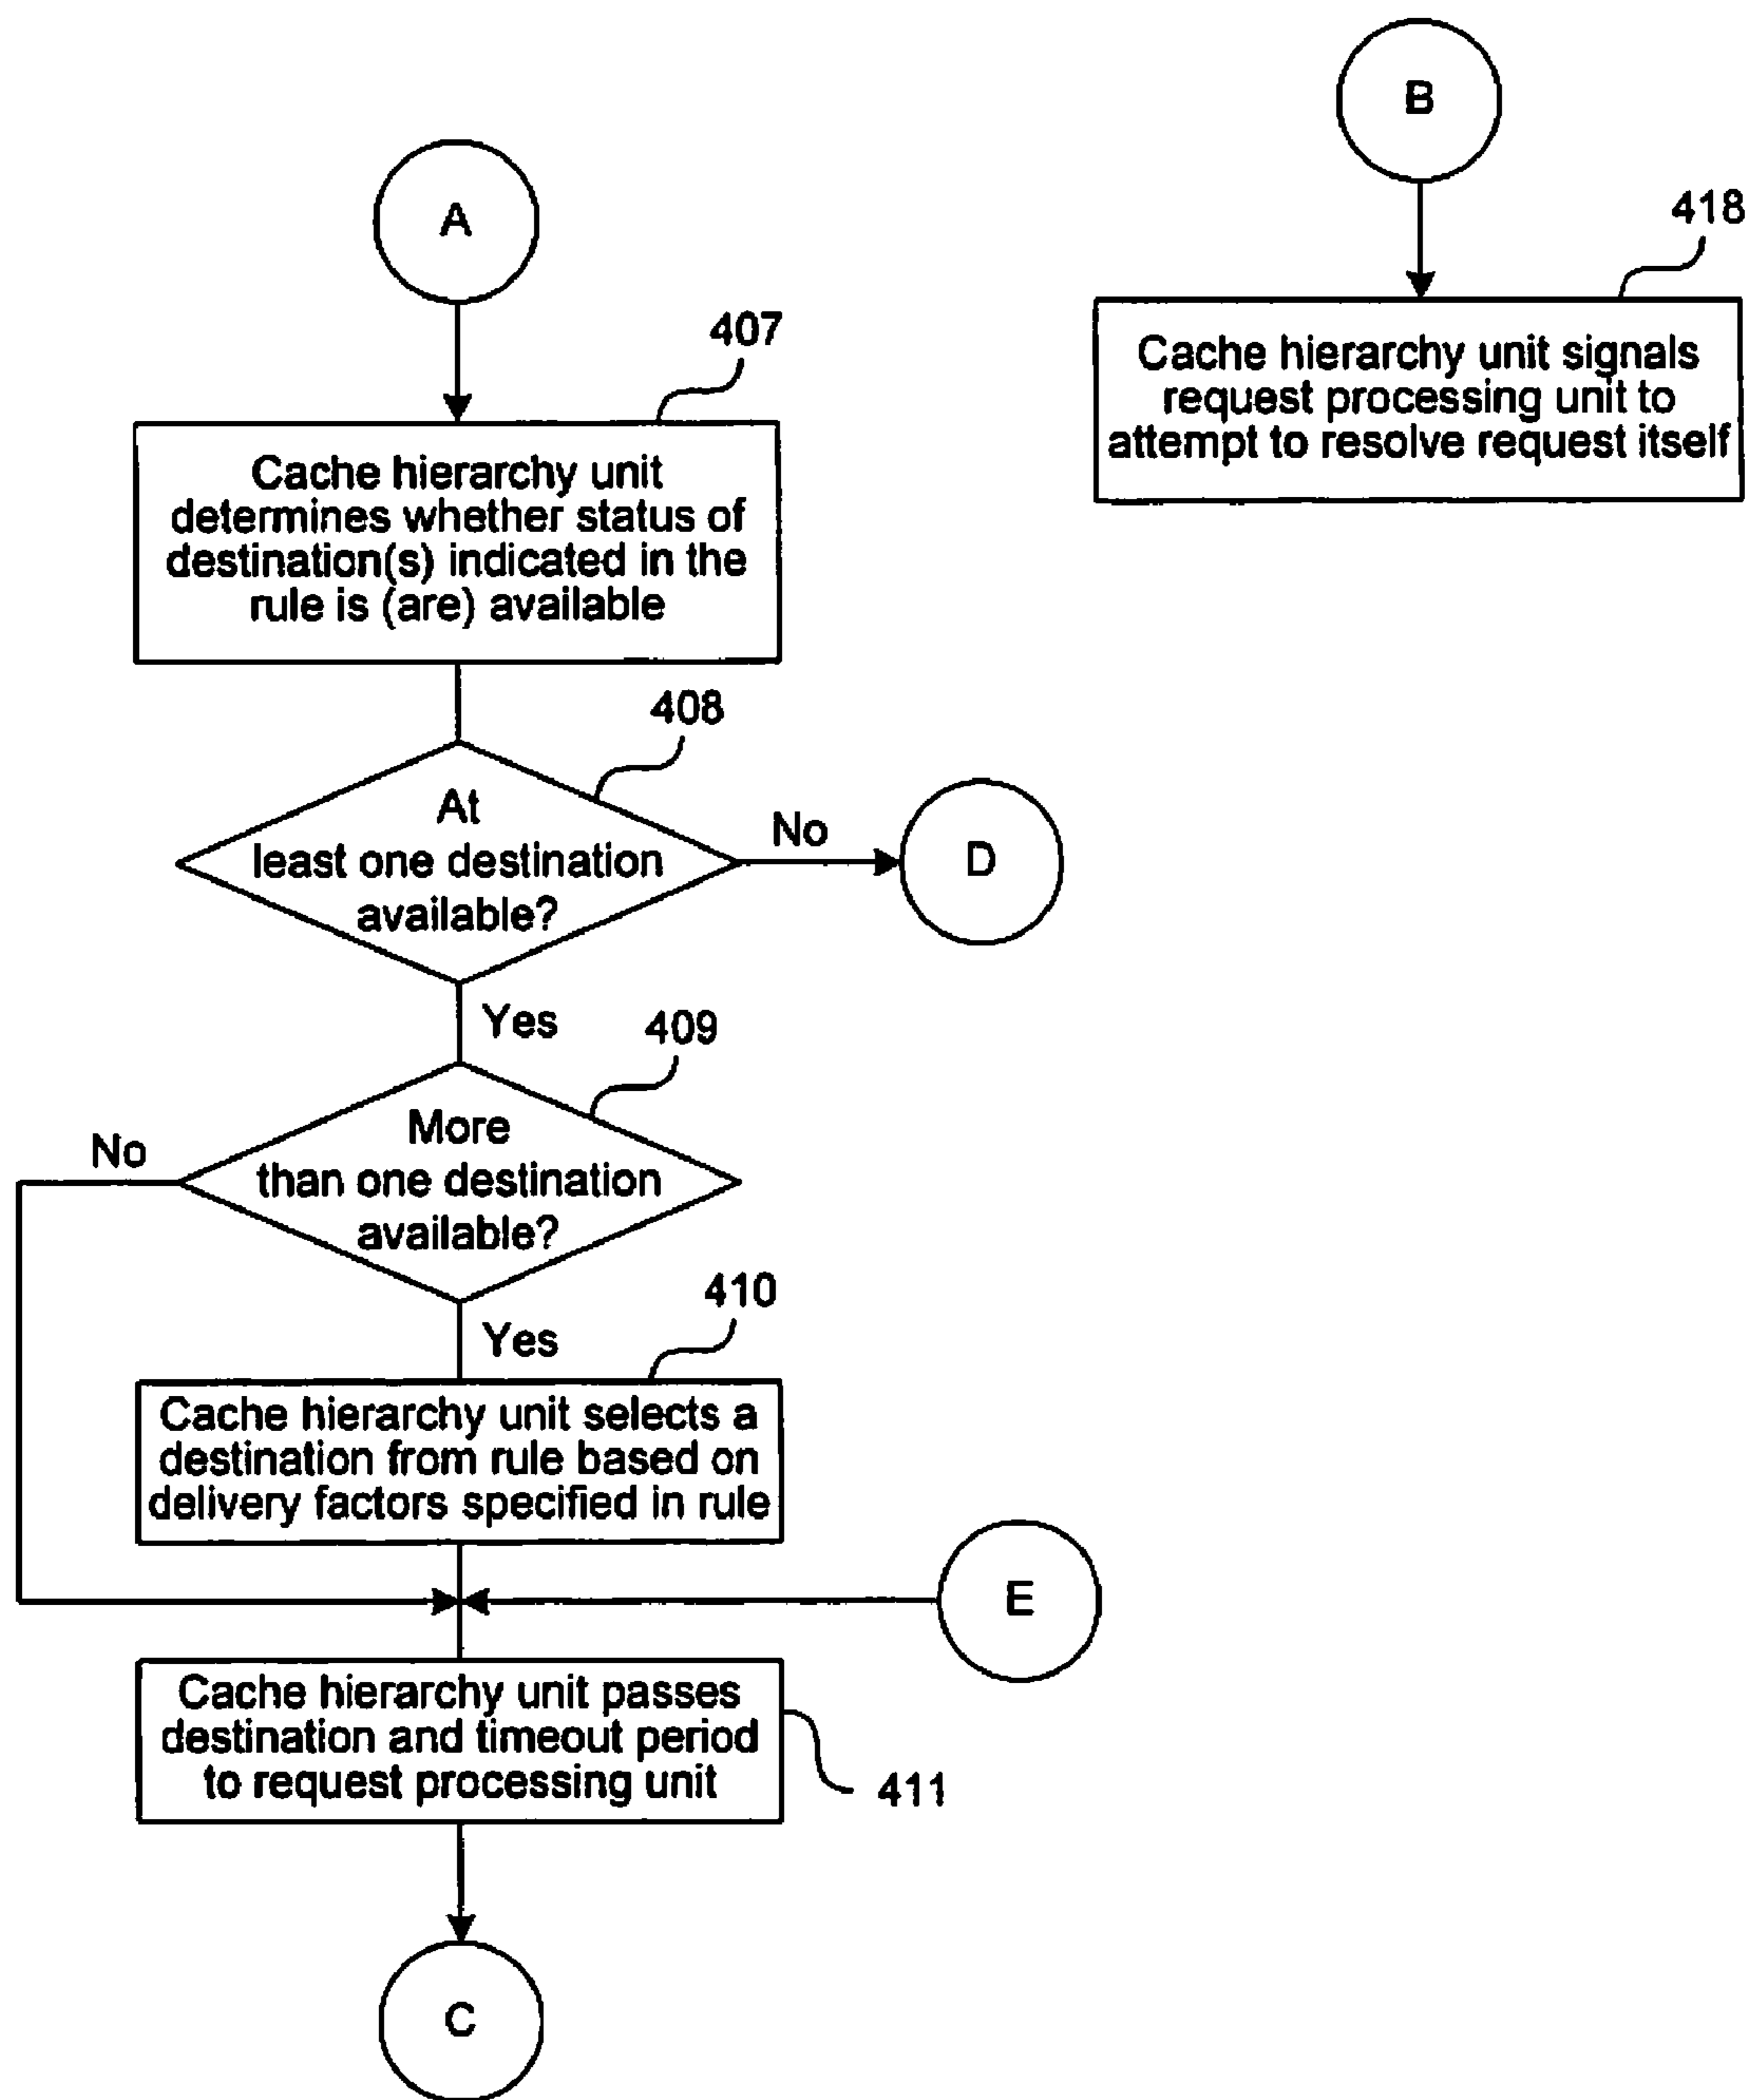 A
407
Cache hierarchy unit
determines whether status of
destination(s) indicated in the
rule is (are) available
408
At
least one destination
available?
No
D
Yes
409
More
than one destination
available?
No
410
Yes
Cache hierarchy unit selects a
destination from rule based on
delivery factors specified in rule
E
Cache hierarchy unit passes
destination and timeout period
to request processing unit
411
C
B
418
Cache hierarchy unit signals
request processing unit to
attempt to resolve request itself